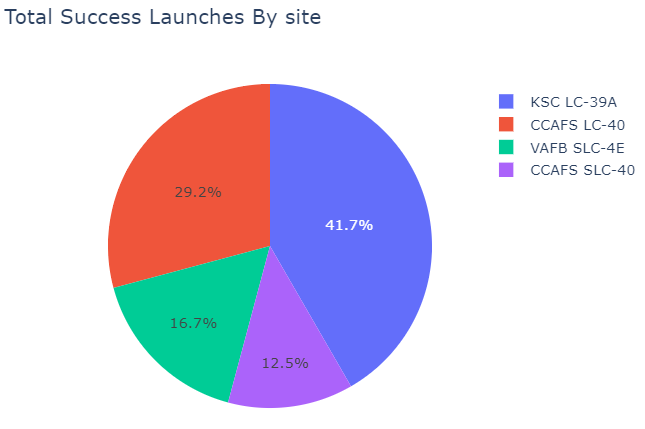 Total Success Launches By site
KSC LC-39A
CCAFS LC-40
VAFB SLC-4E
CCAFS SLC-40
29.2%
41.7%
16.7%
12.5%